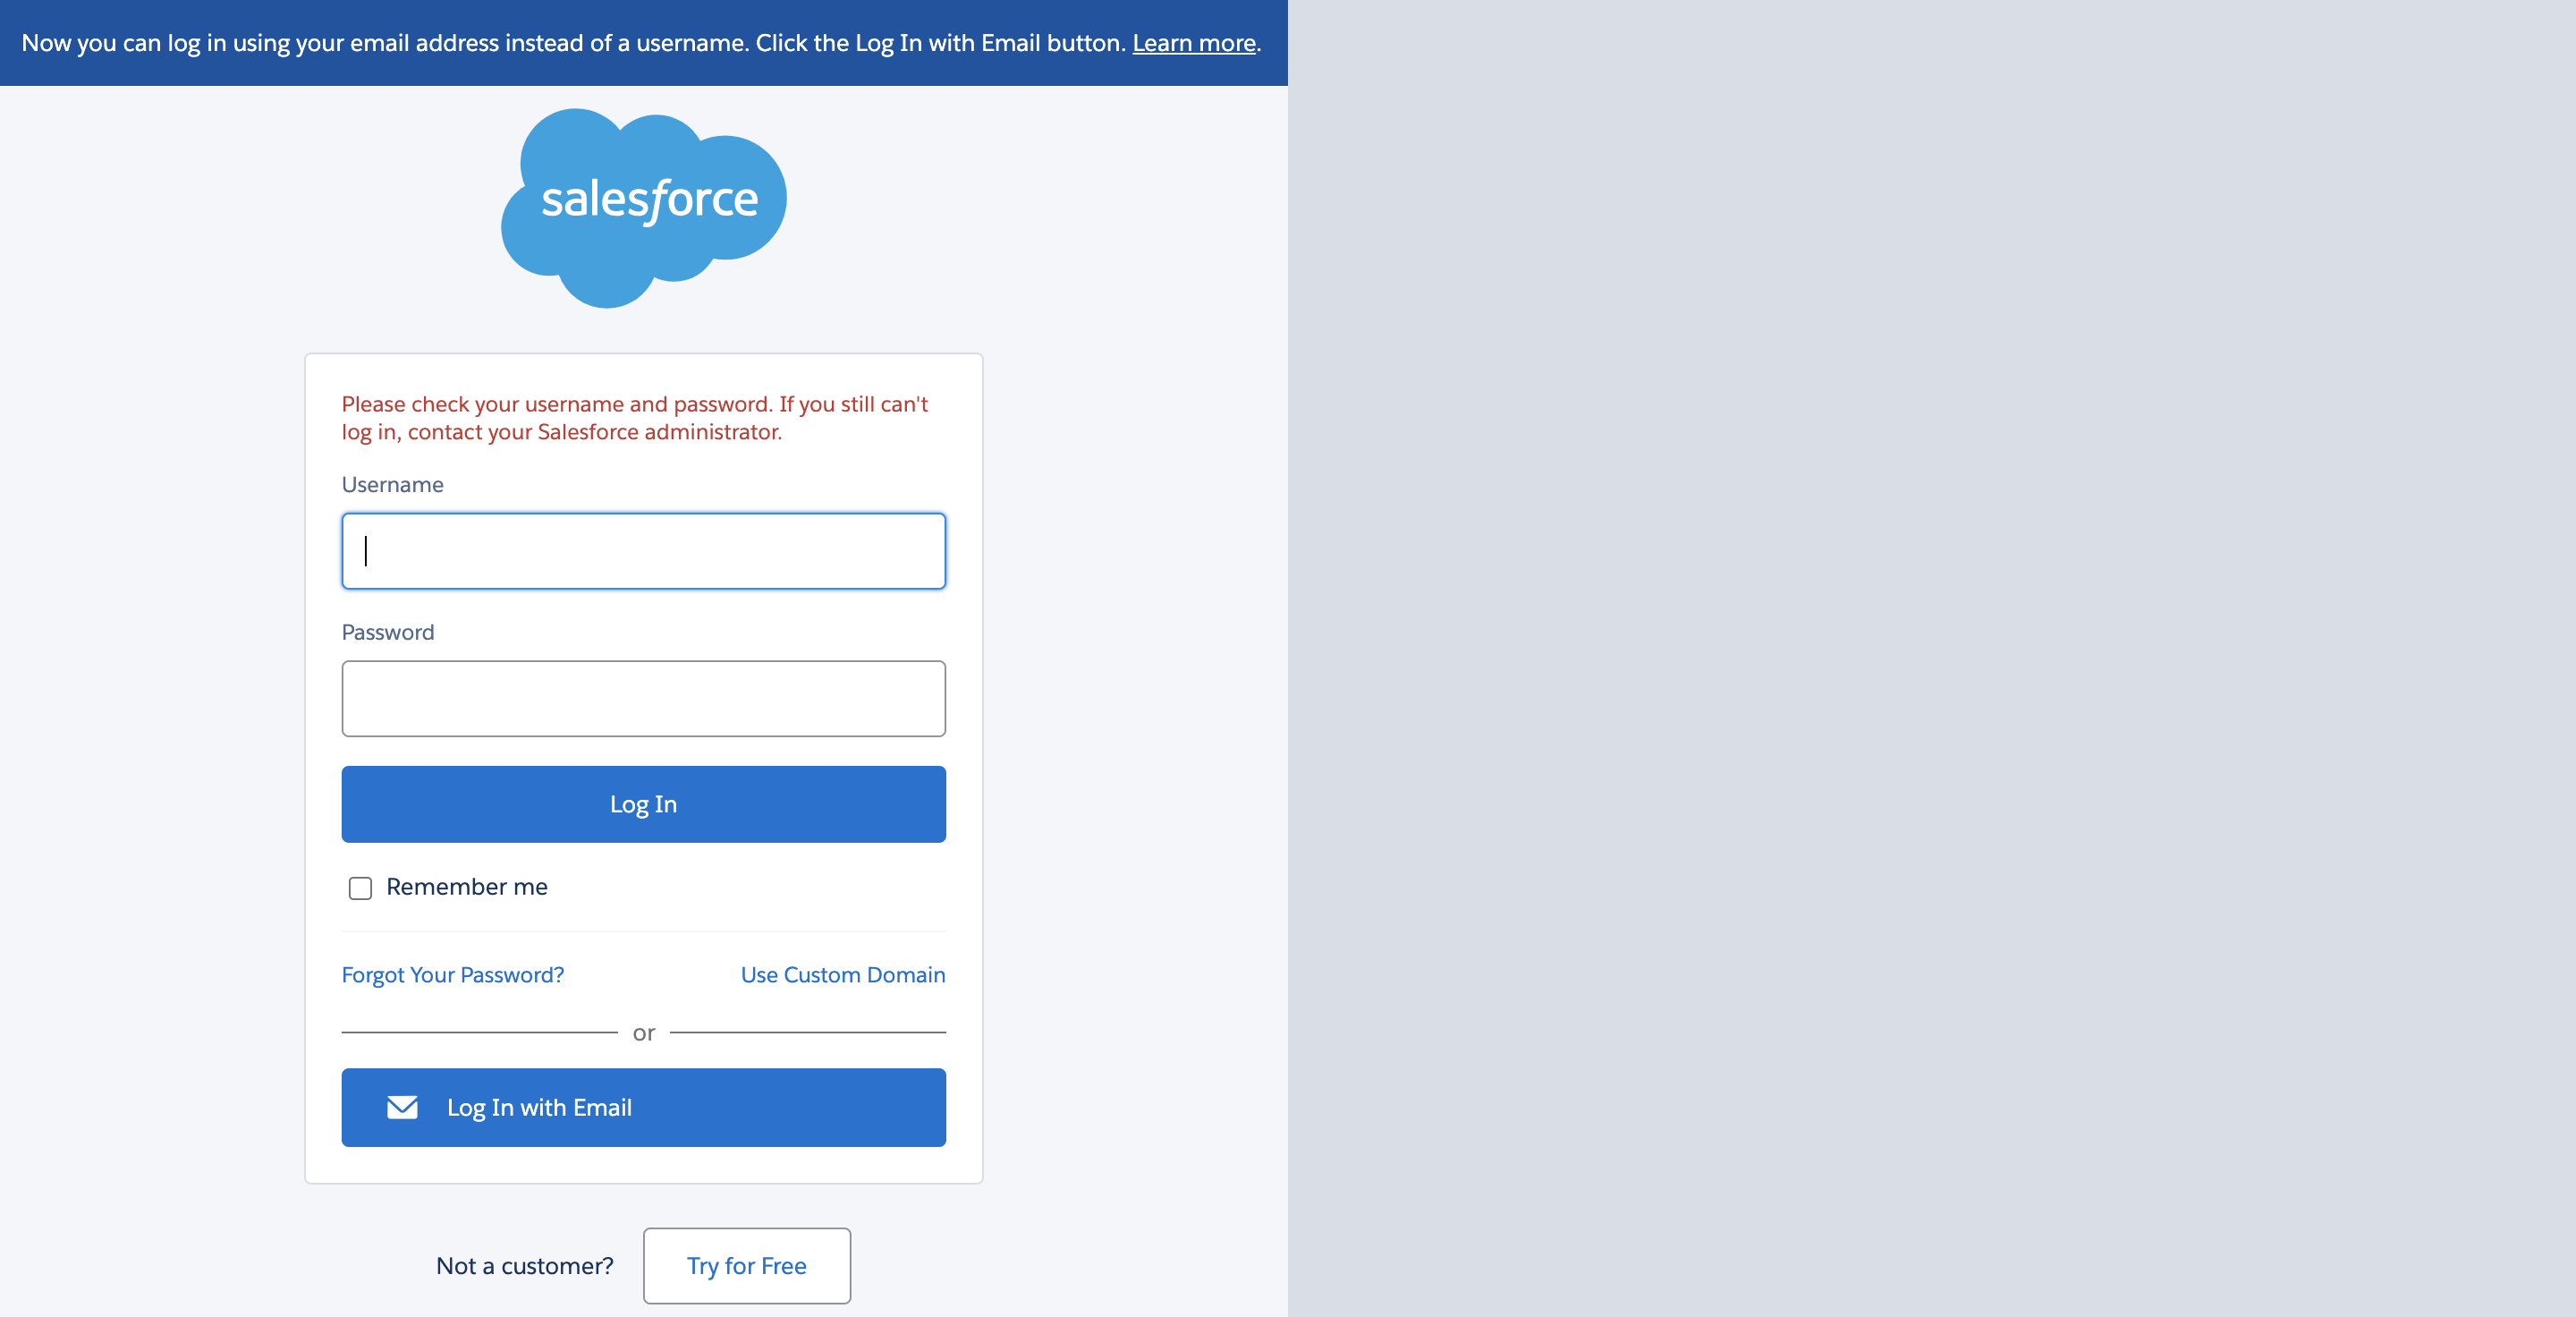 Now you can log in using your email address instead of a username. Click the Log In with Email button. Learn more.
salesforce
Please check your username and password. If you still can't
log in, contact your Salesforce administrator.
Username
Password
Log In
Remember me
Forgot Your Password?
Use Custom Domain
or
Log In with Email
Not a customer?
Try for Free